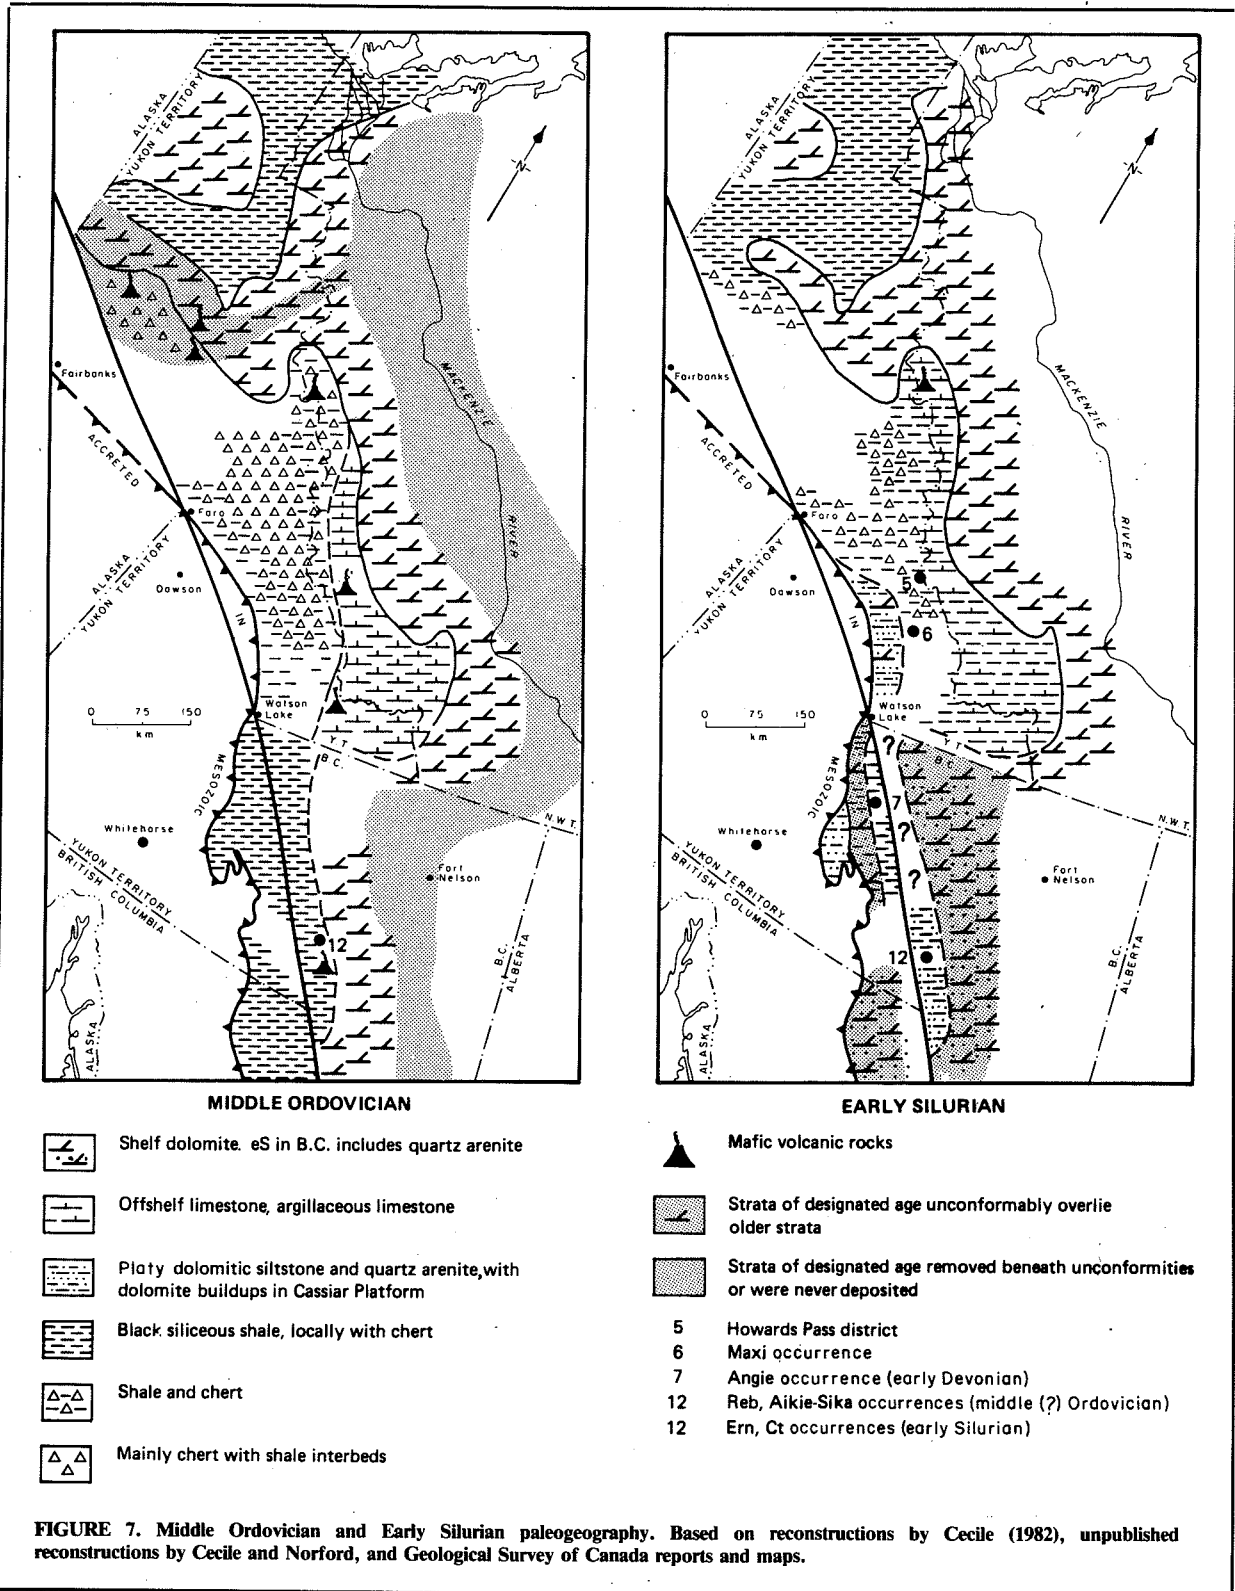 ALASKA
YUKON TERRITORY
-N-
Fairbanks
ACCRETED
MACKENZIE
RIVER
Faro
ALASKA
YUKON TERRITORY
Dawson
IN
0 75 150
km
Watson
Lake
Y.T.
B.C.
MESOZOIC
N.W.T.
Whitehorse
YUKON TERRITORY
BRITISH COLUMBIA
Fort
Nelson
12
B.C.
ALBERTA
ALASKA
MIDDLE ORDOVICIAN
ALASKA
YUKON TERRITORY
-N-
Fairbanks
ACCRETED
MACKENZIE
RIVER
Faro
ALASKA
YUKON TERRITORY
Dawson
IN
5
6
0 75 150
km
Watson
Lake
?
Y.T.
B.C.
MESOZOIC
7
?
N.W.T.
Whitehorse
YUKON TERRITORY
BRITISH COLUMBIA
?
Fort
Nelson
12
B.C.
ALBERTA
ALASKA
EARLY SILURIAN
Shelf dolomite. eS in B.C. includes quartz arenite
Offshelf limestone, argillaceous limestone
Platy dolomitic siltstone and quartz arenite, with
dolomite buildups in Cassiar Platform
Black siliceous shale, locally with chert
Shale and chert
Mainly chert with shale interbeds
Mafic volcanic rocks
Strata of designated age unconformably overlie
older strata
Strata of designated age removed beneath unconformities
or were never deposited
5 Howards Pass district
6 Maxi occurrence
7 Angie occurrence (early Devonian)
12 Reb, Aikie-Sika occurrences (middle (?) Ordovician)
12 Ern, Ct occurrences (early Silurian)
FIGURE 7. Middle Ordovician and Early Silurian paleogeography. Based on reconstructions by Cecile (1982), unpublished
reconstructions by Cecile and Norford, and Geological Survey of Canada reports and maps.